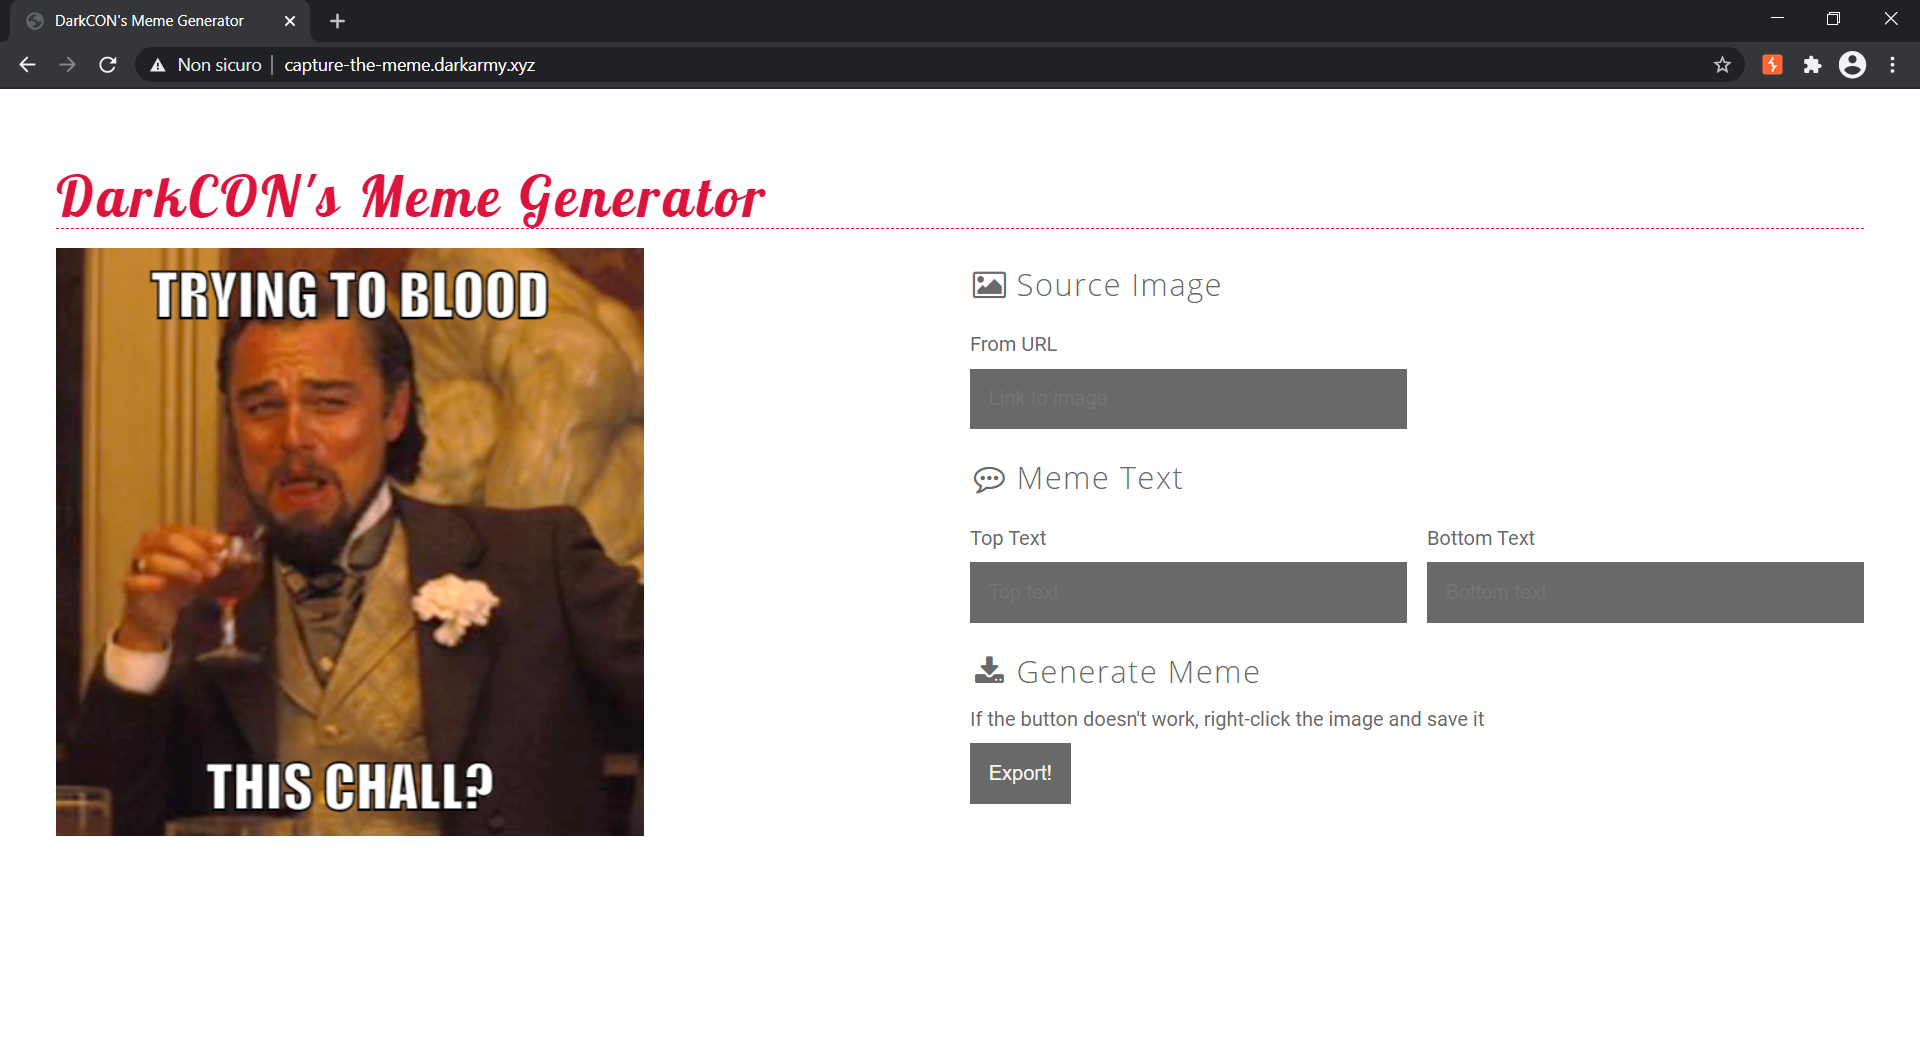 DarkCON's Meme Generator
Non sicuro
capture-the-meme.darkarmy.xyz
DarkCON's Meme Generator
TRYING TO BLOOD
THIS CHALL?
Source Image
From URL
Link to image
Meme Text
Top Text
Bottom Text
Top text
Bottom text
Generate Meme
If the button doesn't work, right-click the image and save it
Export!